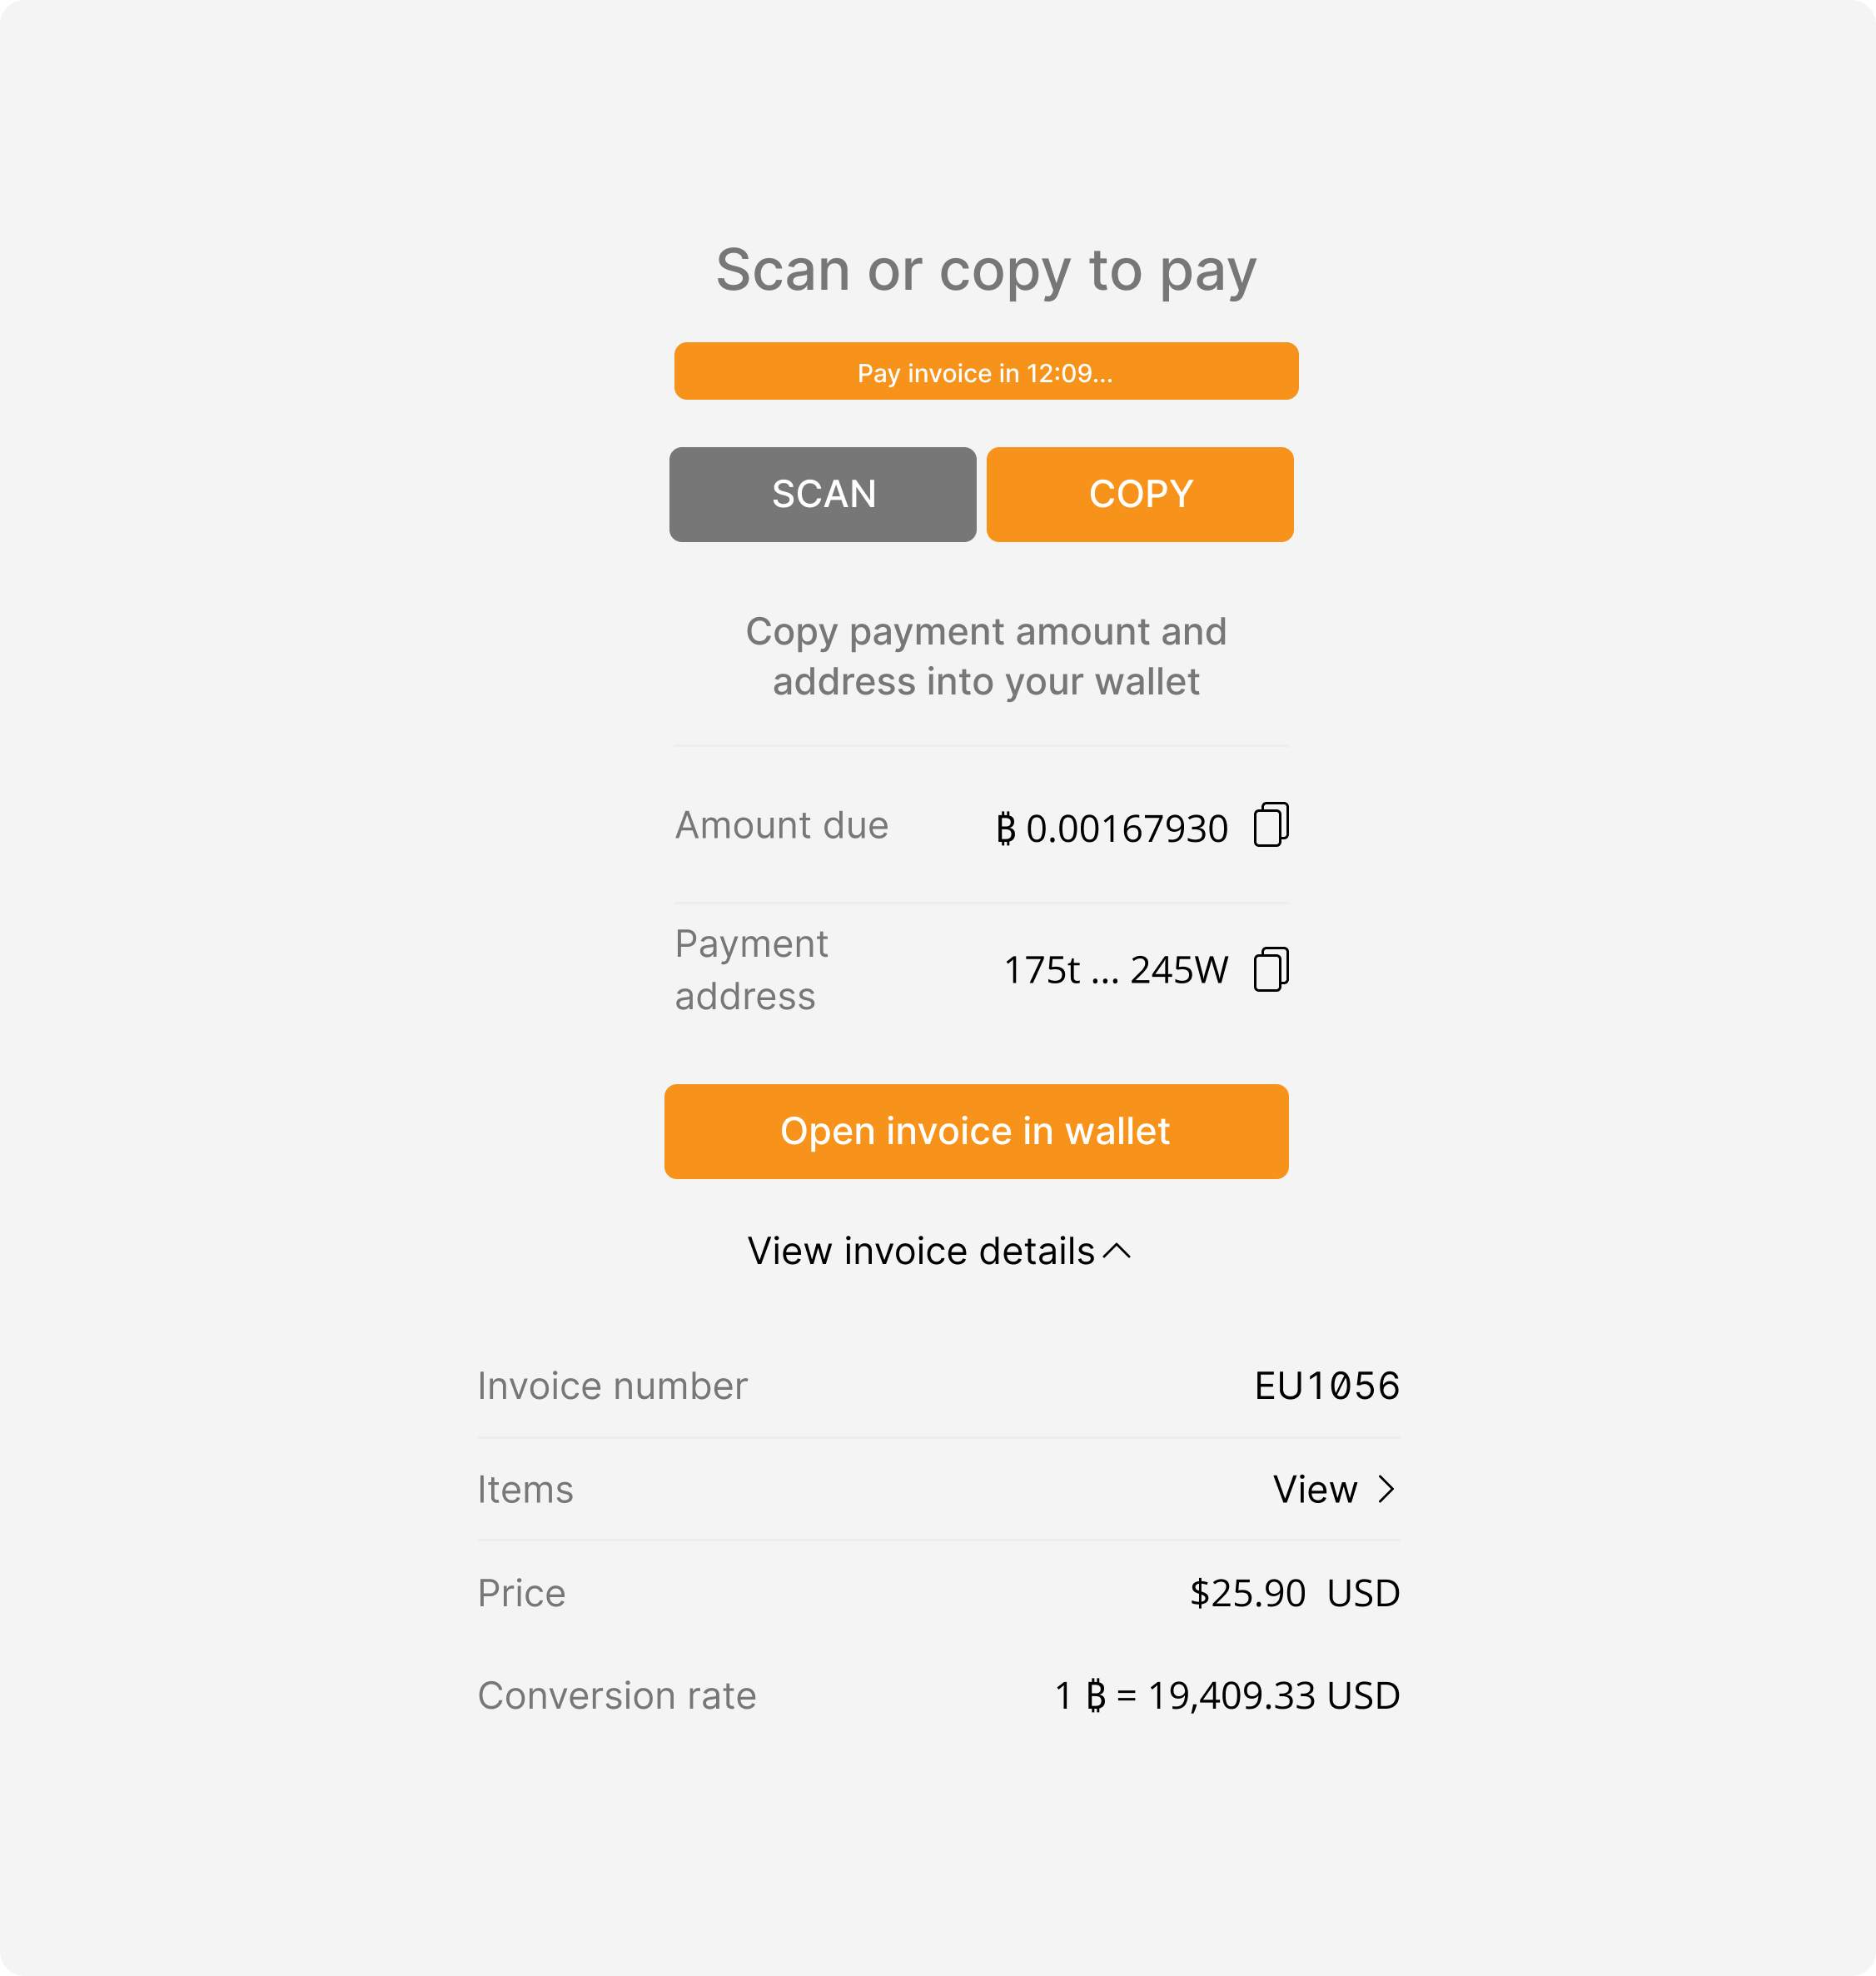 Scan or copy to pay
Pay invoice in 12:09...
SCAN
COPY
Copy payment amount and
address into your wallet
Amount due
฿ 0.00167930
Payment
address
175t ... 245W
Open invoice in wallet
View invoice details
Invoice number
EU1056
Items
View
Price
$25.90 USD
Conversion rate
1 ฿ = 19,409.33 USD